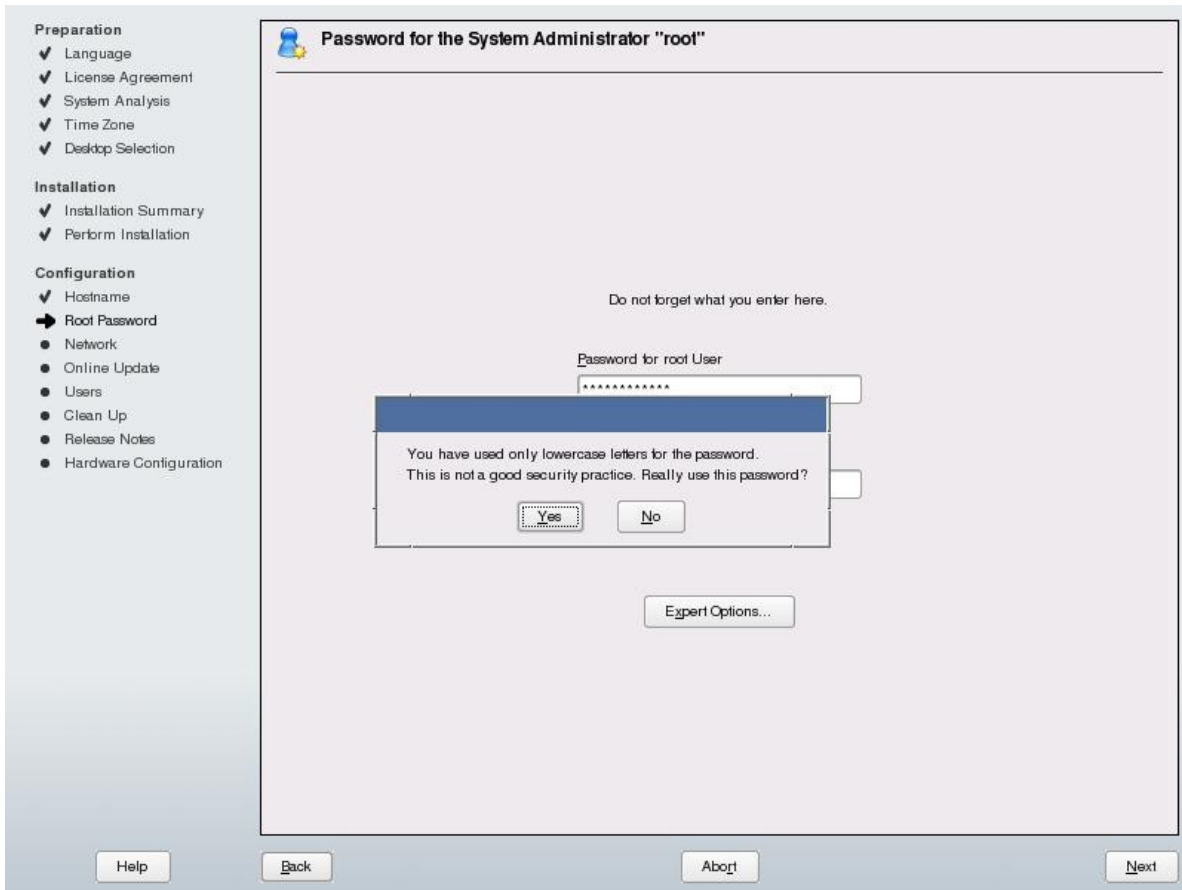 Preparation
Language
License Agreement
System Analysis
Time Zone
Desktop Selection
Installation
Installation Summary
Perform Installation
Configuration
Hostname
Root Password
Network
Online Update
Users
Clean Up
Release Notes
Hardware Configuration
Password for the System Administrator "root"
Do not forget what you enter here.
Password for root User
************
You have used only lowercase letters for the password.
This is not a good security practice. Really use this password?
Yes No
Expert Options...
Help Back Abort Next